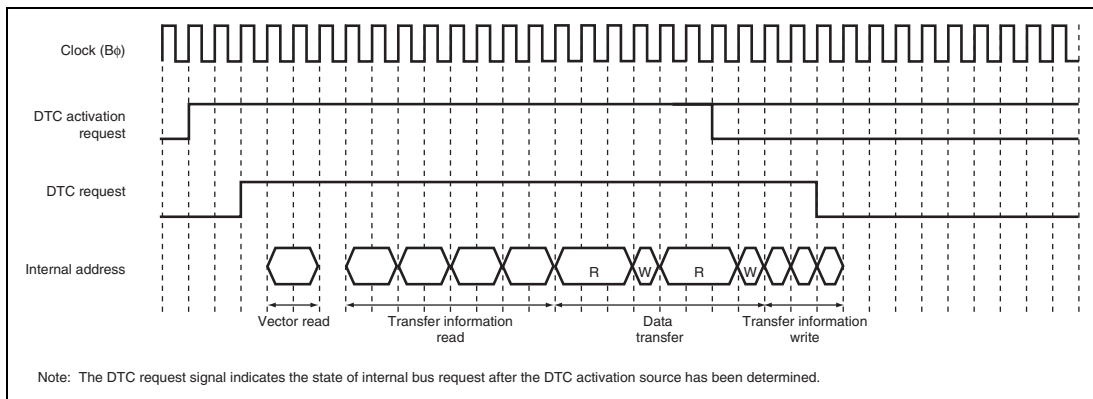 Clock (Bφ)
DTC activation
request
DTC request
Internal address
R
W
R
W
Vector read
Transfer information
read
Data
transfer
Transfer information
write
Note: The DTC request signal indicates the state of internal bus request after the DTC activation source has been determined.